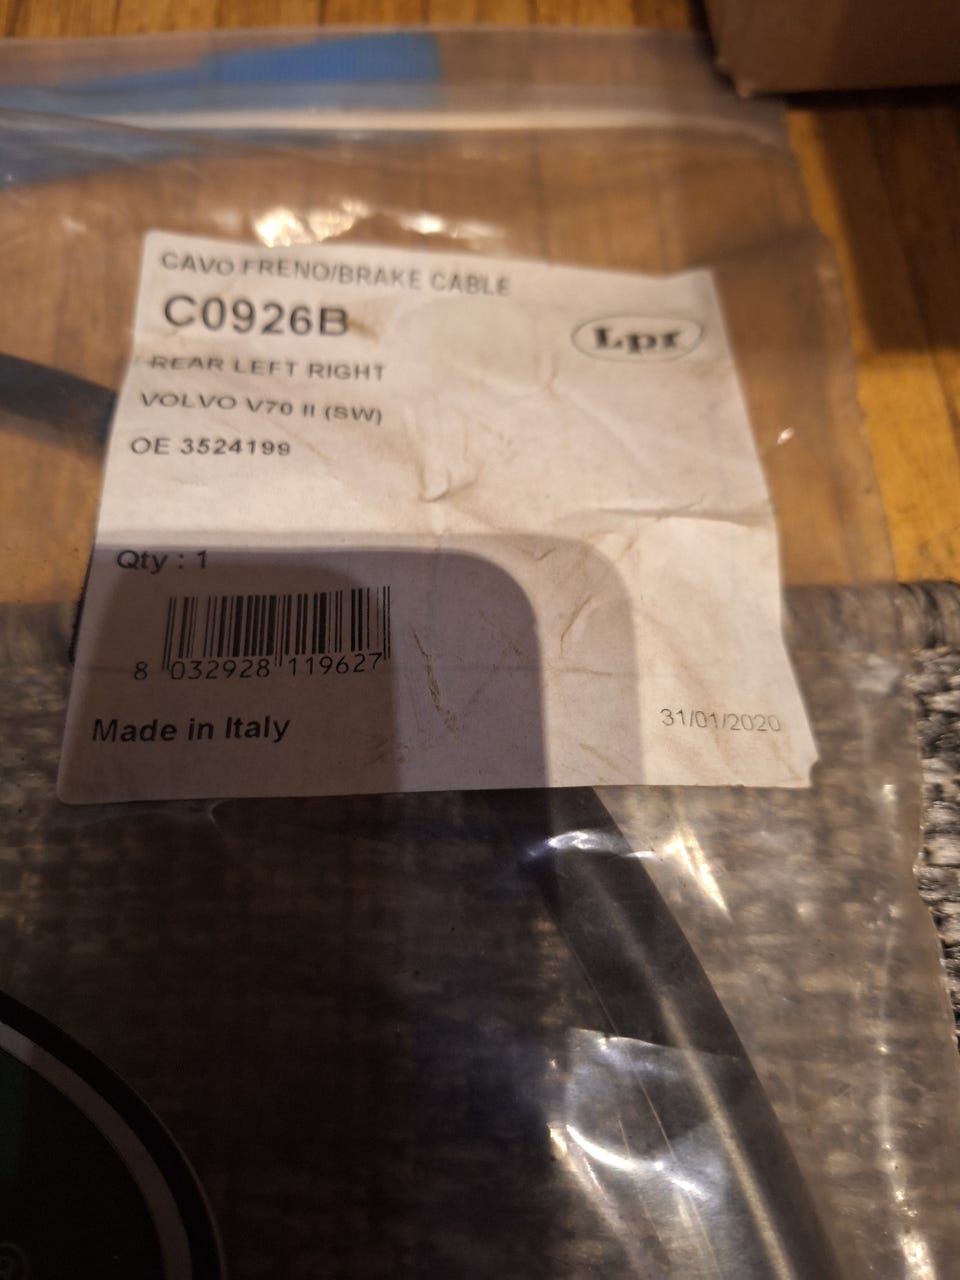 CAVO FRENO/BRAKE CABLE
C0926B
Lpr
REAR LEFT RIGHT
VOLVO V70 II (SW)
OE 3524199
Qty : 1
8 032928 119627
Made in Italy
31/01/2020